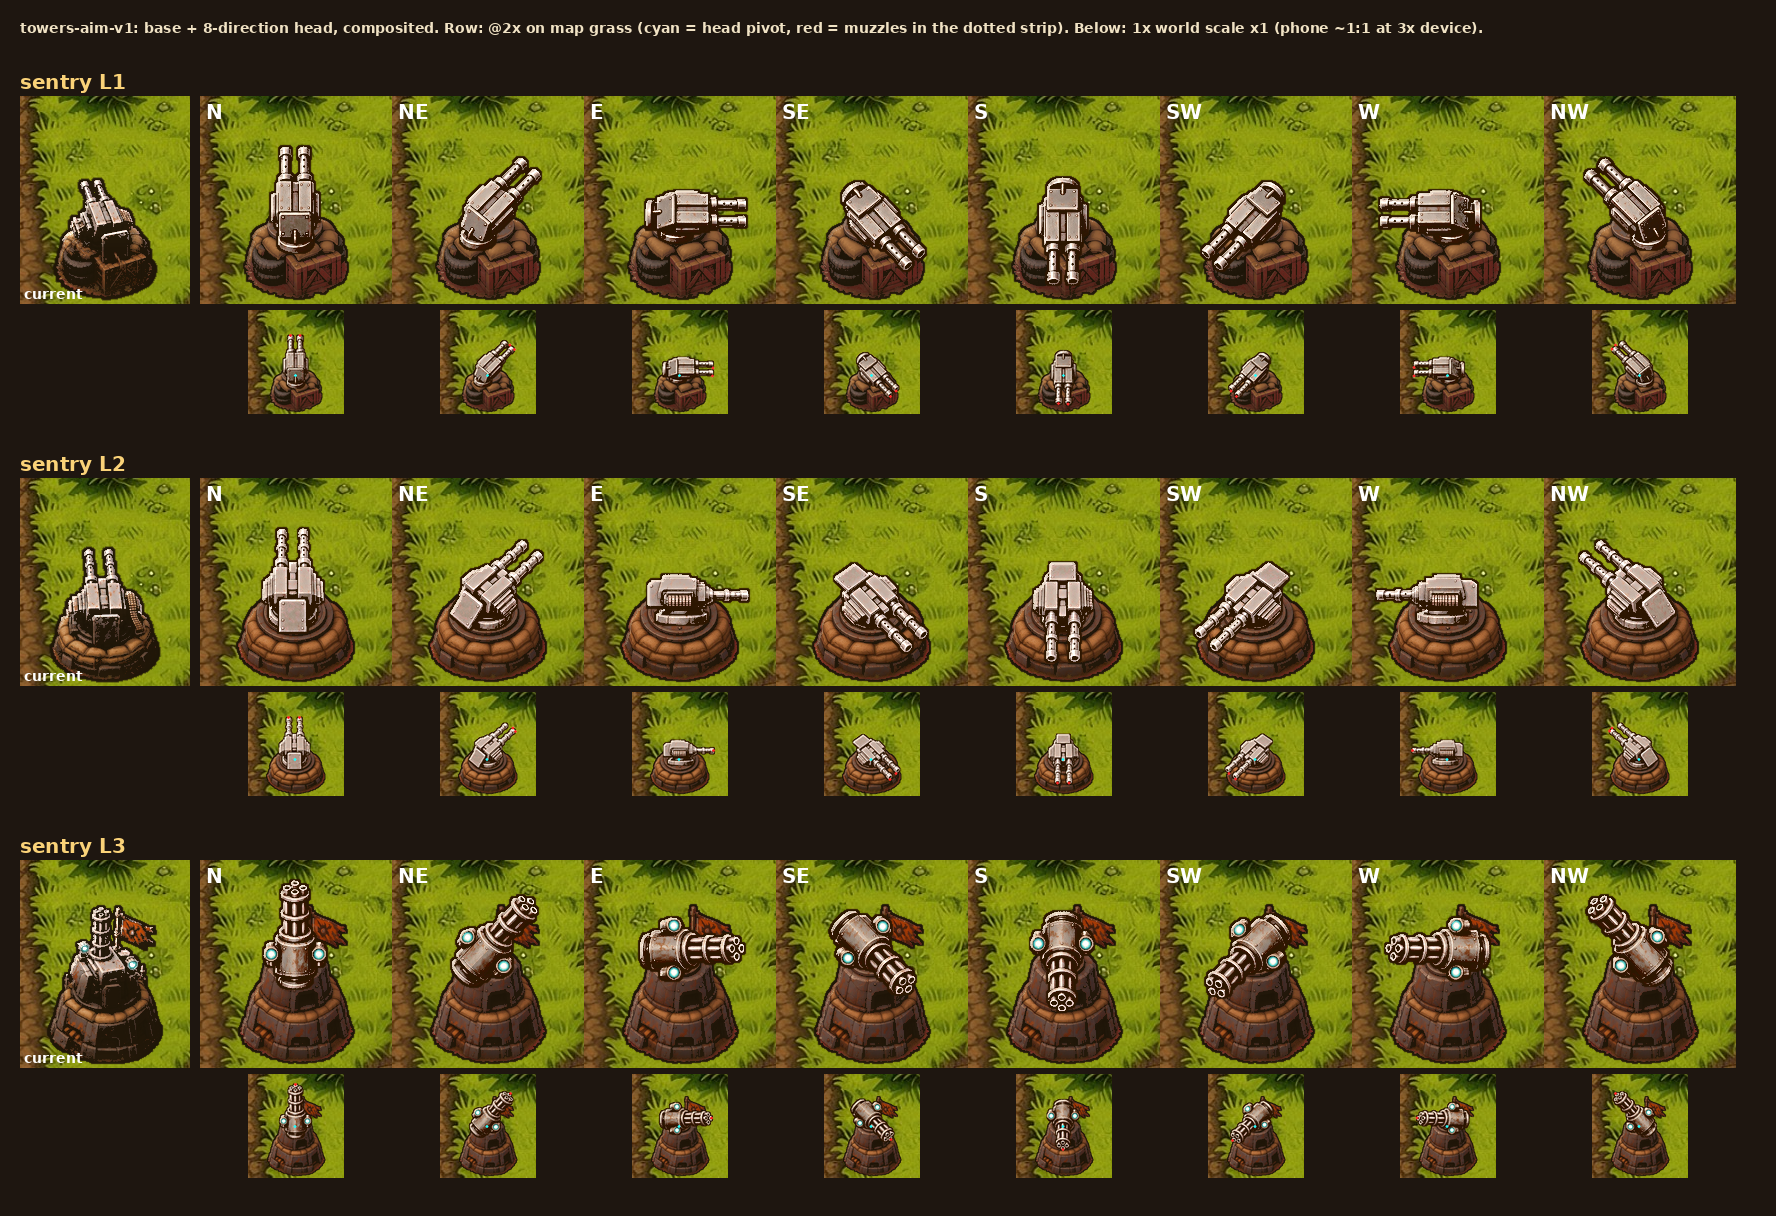 towers-aim-v1: base + 8-direction head, composited. Row: @2x on map grass (cyan = head pivot, red = muzzles in the dotted strip). Below: 1x world scale x1 (phone ~1:1 at 3x device).
sentry L1
current N NE E SE S SW W NW
sentry L2
current N NE E SE S SW W NW
sentry L3
current N NE E SE S SW W NW